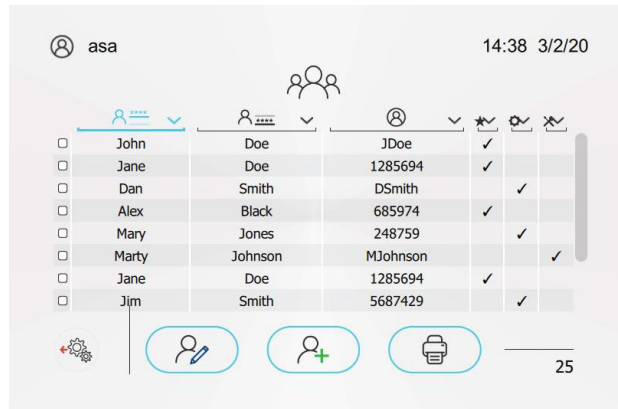 asa 14:38 3/2/20
John Doe JDoe ✓
Jane Doe 1285694 ✓
Dan Smith DSmith ✓
Alex Black 685974 ✓
Mary Jones 248759 ✓
Marty Johnson MJohnson ✓
Jane Doe 1285694 ✓
Jim Smith 5687429 ✓
25